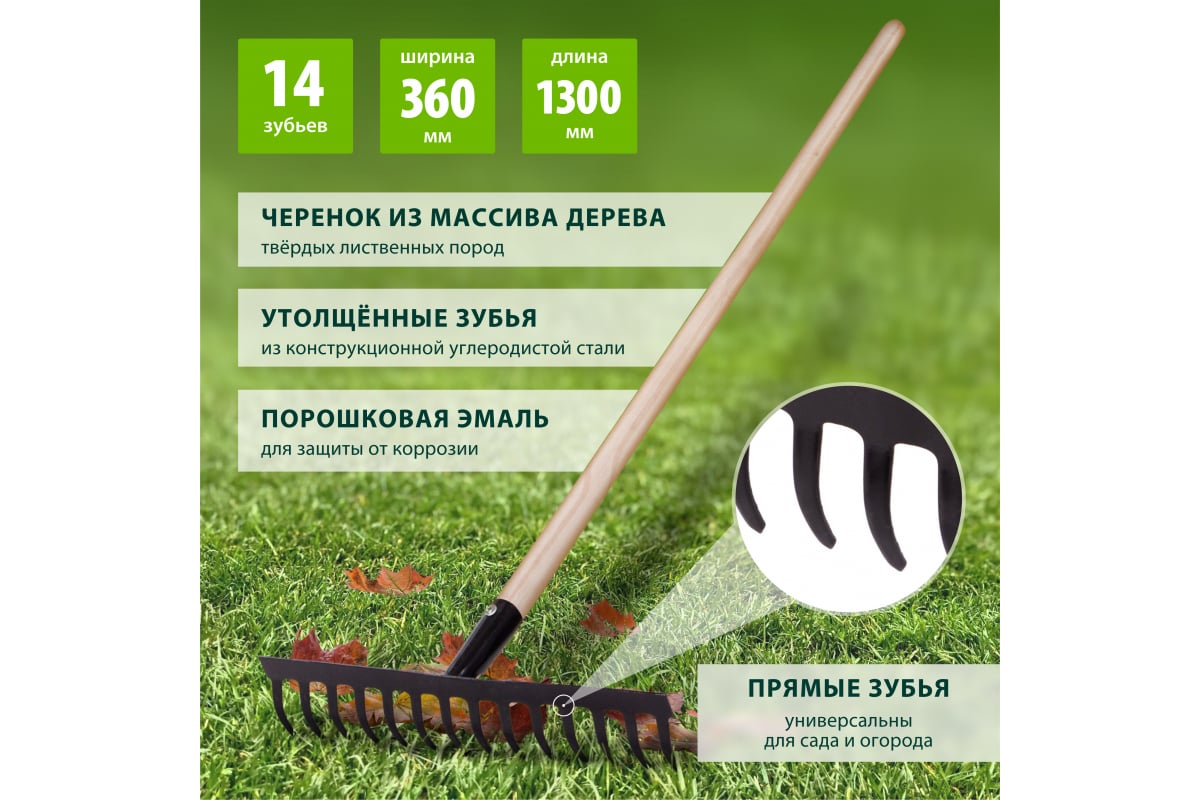 14
зубьев
ширина
360
мм
длина
1300
мм
ЧЕРЕНОК ИЗ МАССИВА ДЕРЕВА
твёрдых лиственных пород
УТОЛЩЁННЫЕ ЗУБЬЯ
из конструкционной углеродистой стали
ПОРОШКОВАЯ ЭМАЛЬ
для защиты от коррозии
ПРЯМЫЕ ЗУБЬЯ
универсальны
для сада и огорода